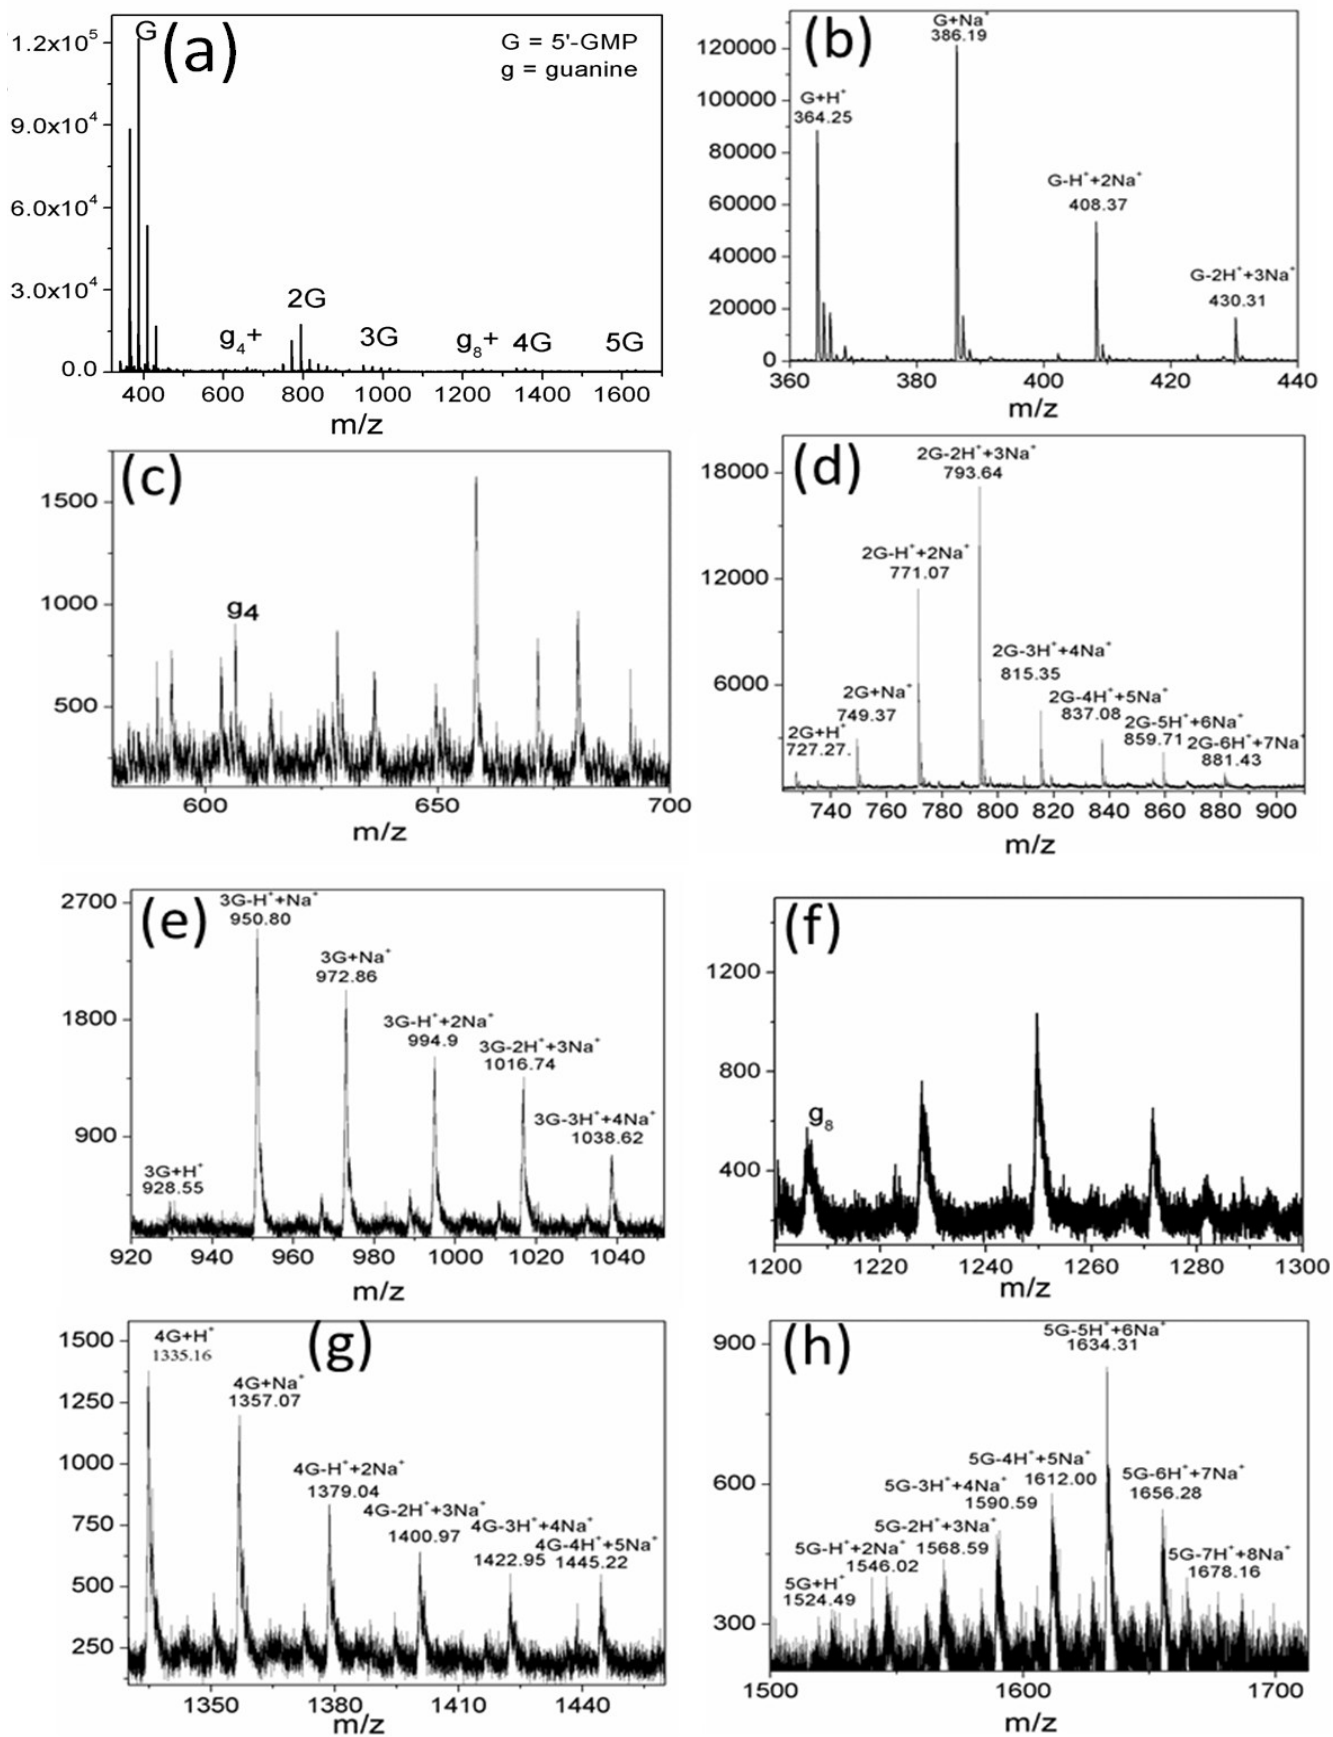 (a)
G
G = 5'-GMP
g = guanine
1.2x10⁵
9.0x10⁴
6.0x10⁴
3.0x10⁴
0.0
g₄+
2G
3G
g₈+
4G
5G
400 600 800 1000 1200 1400 1600
m/z
(b)
G+Na⁺
386.19
G+H⁺
364.25
G-H⁺+2Na⁺
408.37
G-2H⁺+3Na⁺
430.31
120000
100000
80000
60000
40000
20000
0
360 380 400 420 440
m/z
(c)
1500
1000
500
g4
600 650 700
m/z
(d)
2G-2H⁺+3Na⁺
793.64
2G-H⁺+2Na⁺
771.07
2G-3H⁺+4Na⁺
815.35
2G+Na⁺
749.37
2G-4H⁺+5Na⁺
837.08
2G+H⁺
727.27.
2G-5H⁺+6Na⁺
859.71
2G-6H⁺+7Na⁺
881.43
18000
12000
6000
740 760 780 800 820 840 860 880 900
m/z
(e)
3G-H⁺+Na⁺
950.80
3G+Na⁺
972.86
3G-H⁺+2Na⁺
994.9
3G-2H⁺+3Na⁺
1016.74
3G-3H⁺+4Na⁺
1038.62
3G+H⁺
928.55
2700
1800
900
920 940 960 980 1000 1020 1040
m/z
(f)
1200
800
400
g₈
1200 1220 1240 1260 1280 1300
m/z
(g)
4G+H⁺
1335.16
4G+Na⁺
1357.07
4G-H⁺+2Na⁺
1379.04
4G-2H⁺+3Na⁺
1400.97
4G-3H⁺+4Na⁺
1422.95
4G-4H⁺+5Na⁺
1445.22
1500
1250
1000
750
500
250
1350 1380 1410 1440
m/z
(h)
5G-5H⁺+6Na⁺
1634.31
5G-4H⁺+5Na⁺
1612.00
5G-6H⁺+7Na⁺
1656.28
5G-3H⁺+4Na⁺
1590.59
5G-2H⁺+3Na⁺
1568.59
5G-H⁺+2Na⁺
1546.02
5G-7H⁺+8Na⁺
1678.16
5G+H⁺
1524.49
900
600
300
1500 1600 1700
m/z